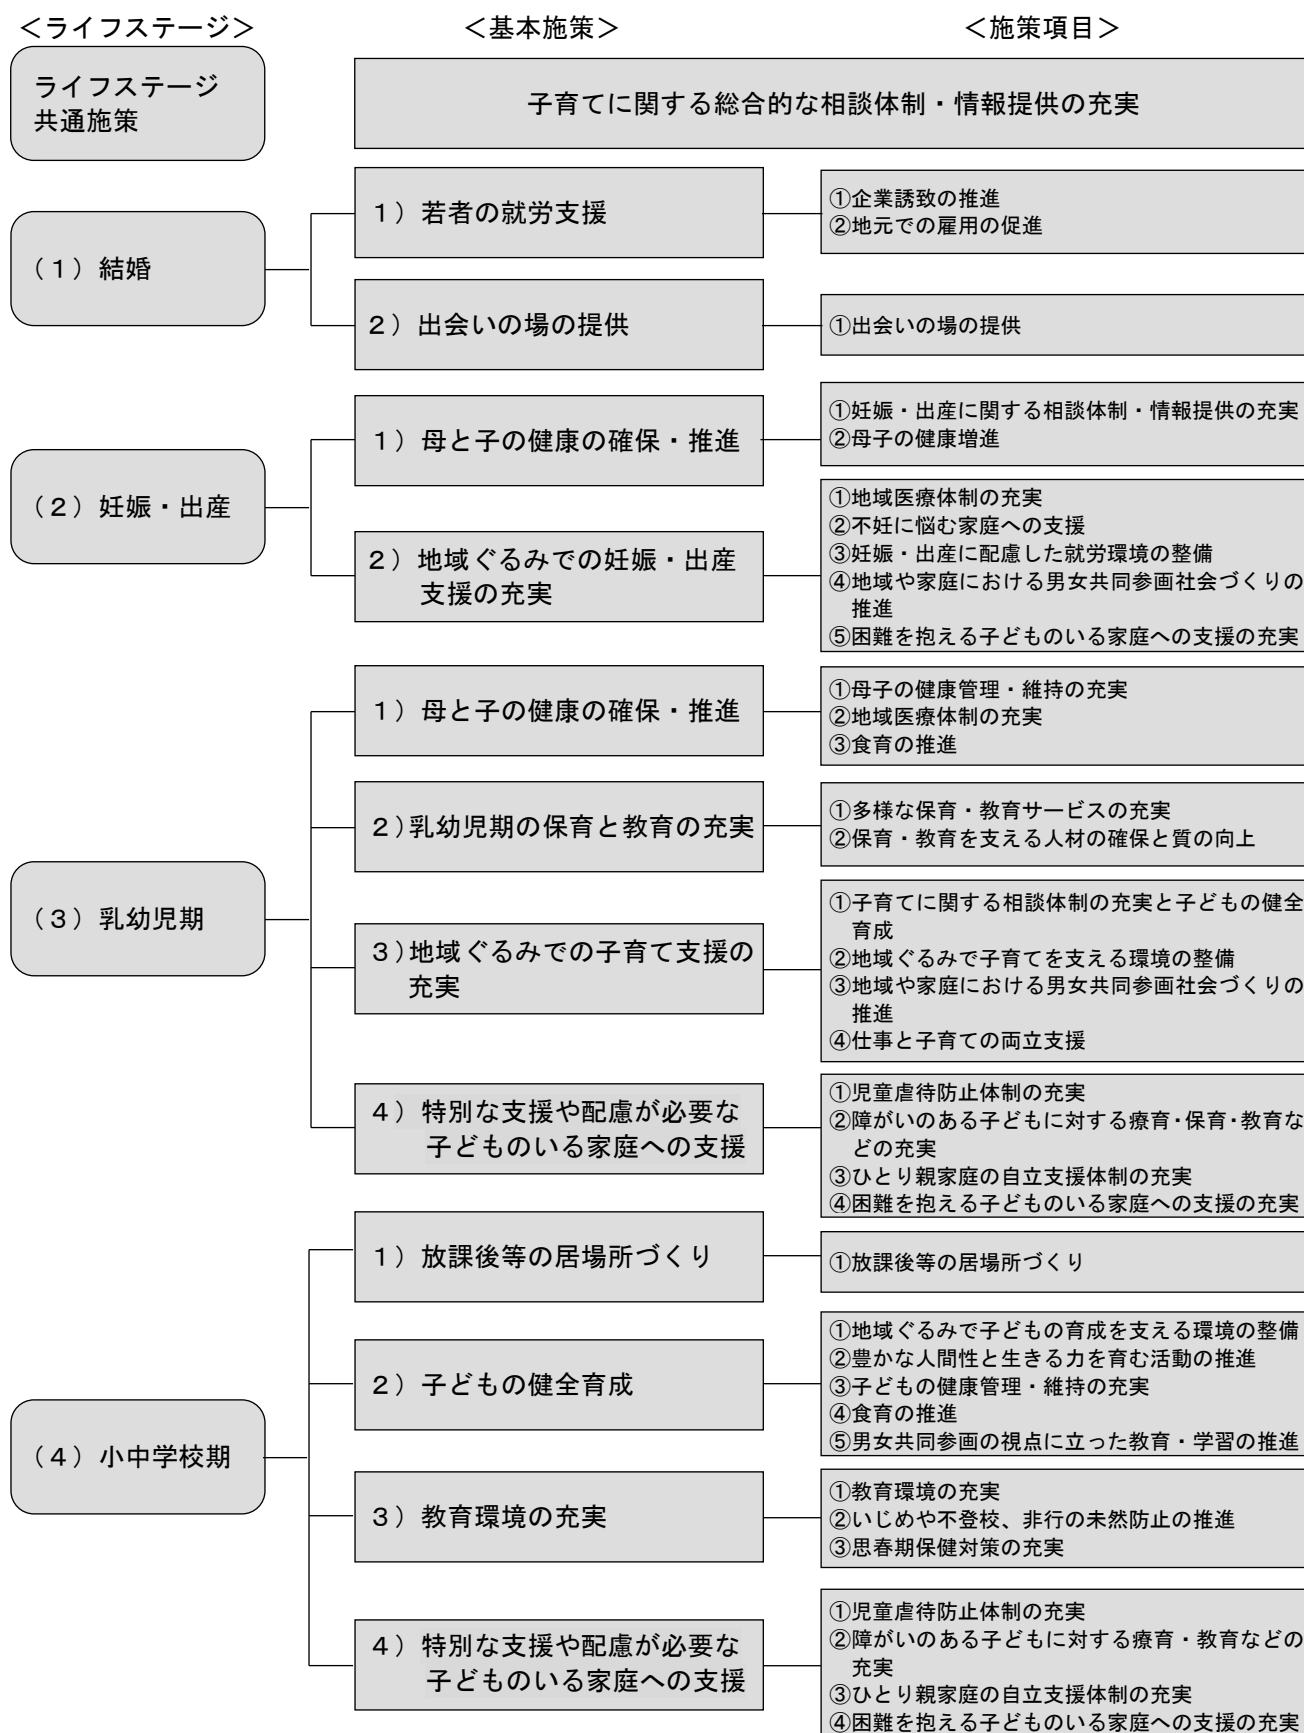 ＜ライフステージ＞
＜基本施策＞
＜施策項目＞
ライフステージ
共通施策
子育てに関する総合的な相談体制・情報提供の充実
（１）結婚
１）若者の就労支援
①企業誘致の推進
②地元での雇用の促進
２）出会いの場の提供
①出会いの場の提供
（２）妊娠・出産
１）母と子の健康の確保・推進
①妊娠・出産に関する相談体制・情報提供の充実
②母子の健康増進
２）地域ぐるみでの妊娠・出産
支援の充実
①地域医療体制の充実
②不妊に悩む家庭への支援
③妊娠・出産に配慮した就労環境の整備
④地域や家庭における男女共同参画社会づくりの
推進
⑤困難を抱える子どものいる家庭への支援の充実
（３）乳幼児期
１）母と子の健康の確保・推進
①母子の健康管理・維持の充実
②地域医療体制の充実
③食育の推進
２）乳幼児期の保育と教育の充実
①多様な保育・教育サービスの充実
②保育・教育を支える人材の確保と質の向上
３）地域ぐるみでの子育て支援の
充実
①子育てに関する相談体制の充実と子どもの健全
育成
②地域ぐるみで子育てを支える環境の整備
③地域や家庭における男女共同参画社会づくりの
推進
④仕事と子育ての両立支援
４）特別な支援や配慮が必要な
子どものいる家庭への支援
①児童虐待防止体制の充実
②障がいのある子どもに対する療育・保育・教育な
どの充実
③ひとり親家庭の自立支援体制の充実
④困難を抱える子どものいる家庭への支援の充実
（４）小中学校期
１）放課後等の居場所づくり
①放課後等の居場所づくり
２）子どもの健全育成
①地域ぐるみで子どもの育成を支える環境の整備
②豊かな人間性と生きる力を育む活動の推進
③子どもの健康管理・維持の充実
④食育の推進
⑤男女共同参画の視点に立った教育・学習の推進
３）教育環境の充実
①教育環境の充実
②いじめや不登校、非行の未然防止の推進
③思春期保健対策の充実
４）特別な支援や配慮が必要な
子どものいる家庭への支援
①児童虐待防止体制の充実
②障がいのある子どもに対する療育・教育などの
充実
③ひとり親家庭の自立支援体制の充実
④困難を抱える子どものいる家庭への支援の充実